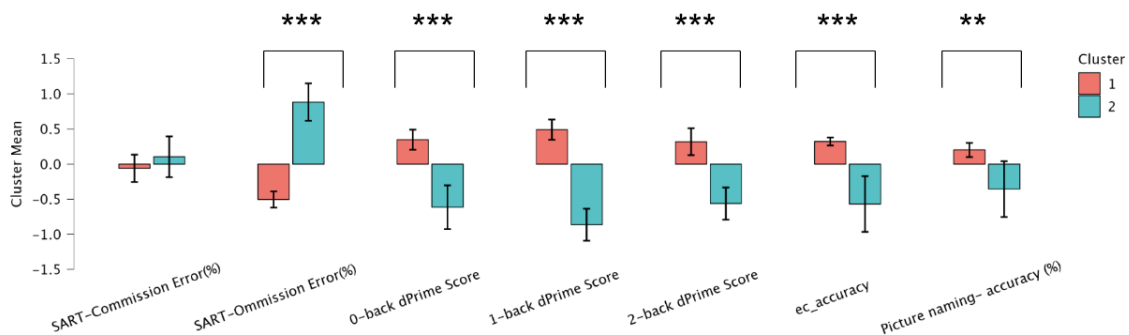 *** *** *** *** *** **
Cluster
1
2
Cluster Mean
1.5
1.0
0.5
0.0
-0.5
-1.0
-1.5
SART-Commission Error(%)
SART-Ommission Error(%)
0-back dPrime Score
1-back dPrime Score
2-back dPrime Score
ec_accuracy
Picture naming- accuracy (%)